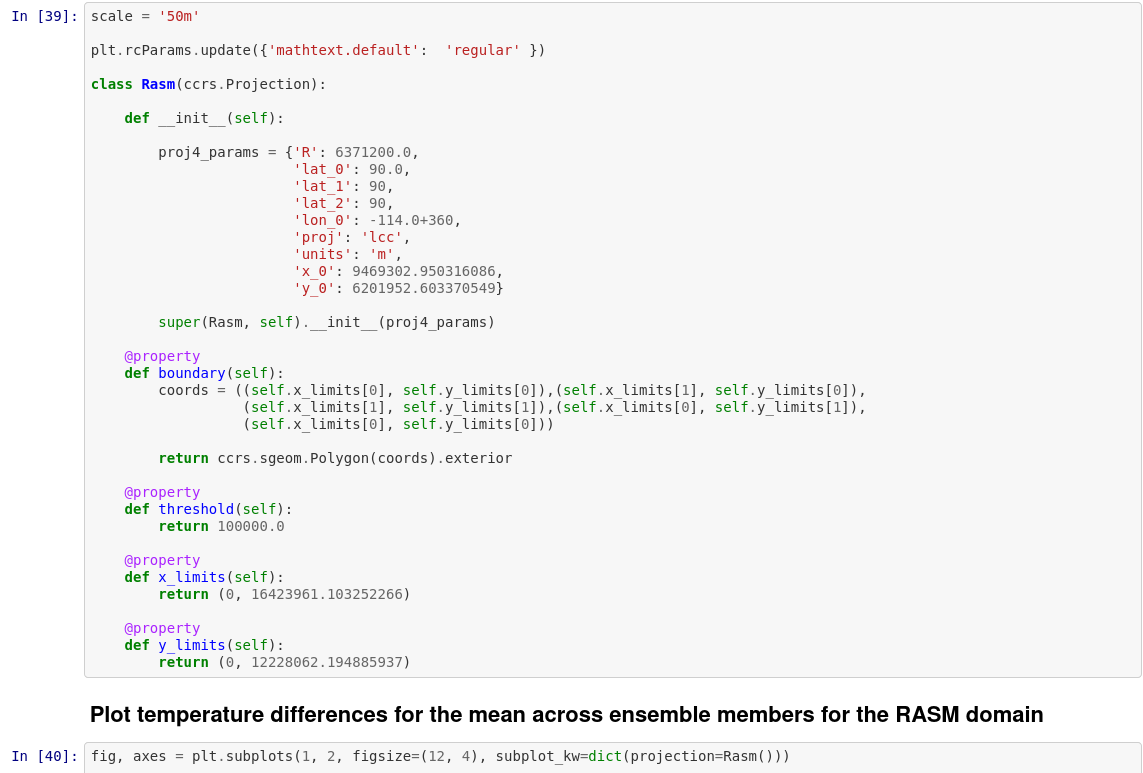 In [39]: scale = '50m'
plt.rcParams.update({'mathtext.default':  'regular' })
class Rasm(ccrs.Projection):
    def __init__(self):
        proj4_params = {'R': 6371200.0,
                        'lat_0': 90.0,
                        'lat_1': 90,
                        'lat_2': 90,
                        'lon_0': -114.0+360,
                        'proj': 'lcc',
                        'units': 'm',
                        'x_0': 9469302.950316086,
                        'y_0': 6201952.603370549}
        super(Rasm, self).__init__(proj4_params)
    @property
    def boundary(self):
        coords = ((self.x_limits[0], self.y_limits[0]),(self.x_limits[1], self.y_limits[0]),
                  (self.x_limits[1], self.y_limits[1]),(self.x_limits[0], self.y_limits[1]),
                  (self.x_limits[0], self.y_limits[0]))
        return ccrs.sgeom.Polygon(coords).exterior
    @property
    def threshold(self):
        return 100000.0
    @property
    def x_limits(self):
        return (0, 16423961.103252266)
    @property
    def y_limits(self):
        return (0, 12228062.194885937)
Plot temperature differences for the mean across ensemble members for the RASM domain
In [40]: fig, axes = plt.subplots(1, 2, figsize=(12, 4), subplot_kw=dict(projection=Rasm()))